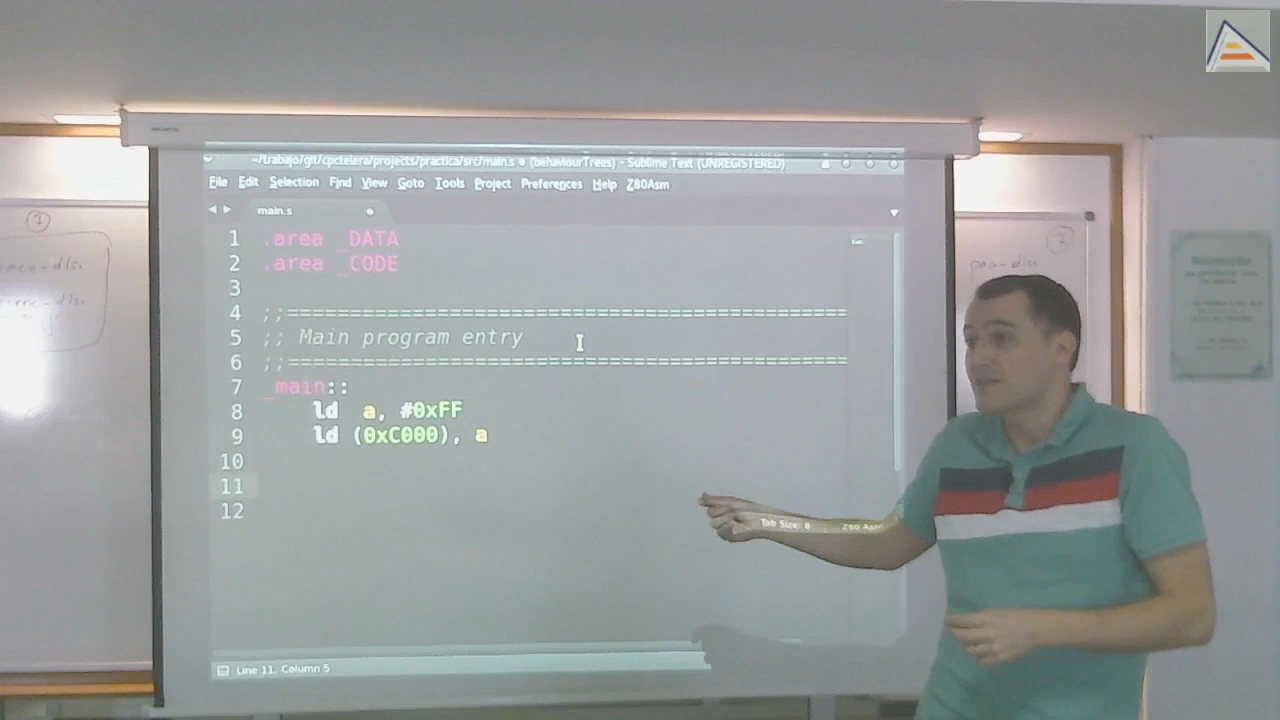 ~/trabajo/git/cpctelera/projects/practica/src/main.s • (behaviourTrees) - Sublime Text (UNREGISTERED)
File Edit Selection Find View Goto Tools Project Preferences Help Z80Asm
main.s
1 .area _DATA
2 .area _CODE
3
4 ;;==================================================
5 ;; Main program entry
6 ;;==================================================
7 _main::
8 ld a, #0xFF
9 ld (0xC000), a
10
11
12
Tab Size: 8 Z80 Asm
Line 11, Column 5